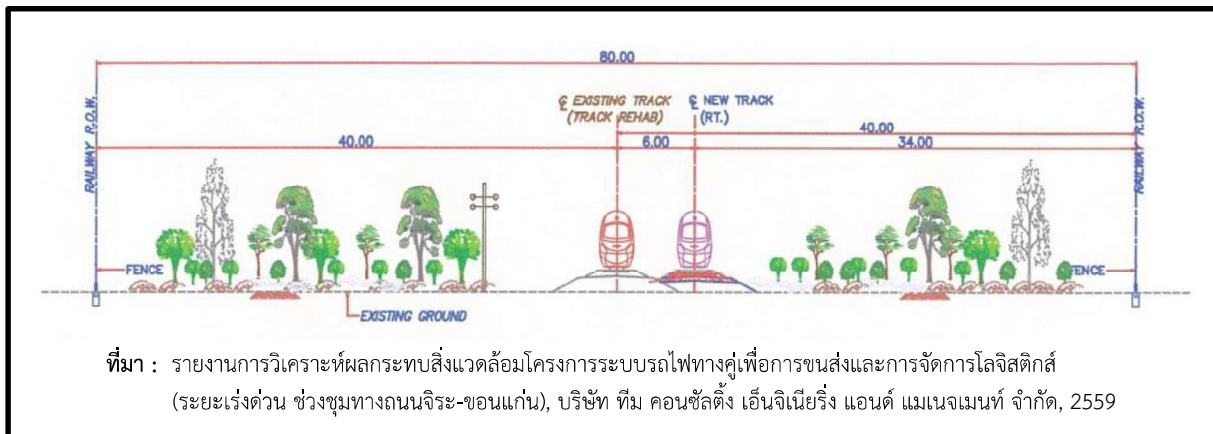 80.00
℄ EXISTING TRACK
(TRACK REHAB)
℄ NEW TRACK
(RT.)
40.00
40.00
6.00
34.00
RAILWAY R.O.W.
RAILWAY R.O.W.
FENCE
FENCE
EXISTING GROUND
ที่มา : รายงานการวิเคราะห์ผลกระทบสิ่งแวดล้อมโครงการระบบรถไฟทางคู่เพื่อการขนส่งและการจัดการโลจิสติกส์
(ระยะเร่งด่วน ช่วงชุมทางถนนจิระ-ขอนแก่น), บริษัท ทีม คอนซัลติ้ง เอ็นจิเนียริ่ง แอนด์ แมเนจเมนท์ จำกัด, 2559